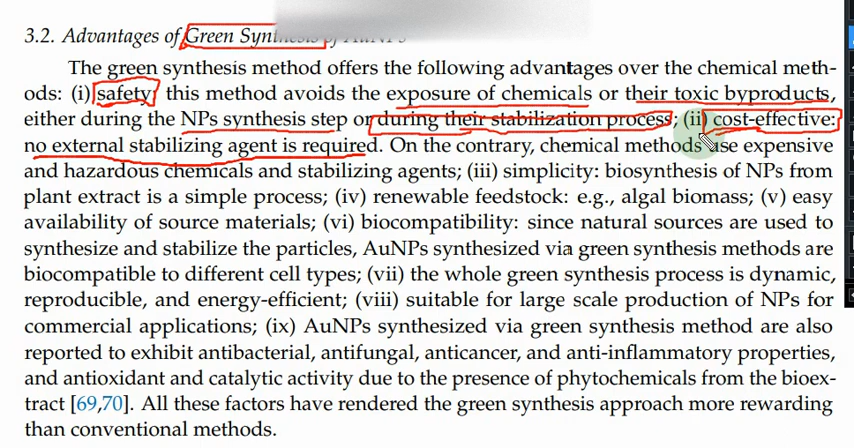 3.2. Advantages of Green Synthesis of AuNPs
The green synthesis method offers the following advantages over the chemical meth-
ods: (i) safety: this method avoids the exposure of chemicals or their toxic byproducts,
either during the NPs synthesis step or during their stabilization process; (ii) cost-effective:
no external stabilizing agent is required. On the contrary, chemical methods use expensive
and hazardous chemicals and stabilizing agents; (iii) simplicity: biosynthesis of NPs from
plant extract is a simple process; (iv) renewable feedstock: e.g., algal biomass; (v) easy
availability of source materials; (vi) biocompatibility: since natural sources are used to
synthesize and stabilize the particles, AuNPs synthesized via green synthesis methods are
biocompatible to different cell types; (vii) the whole green synthesis process is dynamic,
reproducible, and energy-efficient; (viii) suitable for large scale production of NPs for
commercial applications; (ix) AuNPs synthesized via green synthesis method are also
reported to exhibit antibacterial, antifungal, anticancer, and anti-inflammatory properties,
and antioxidant and catalytic activity due to the presence of phytochemicals from the bioex-
tract [69,70]. All these factors have rendered the green synthesis approach more rewarding
than conventional methods.